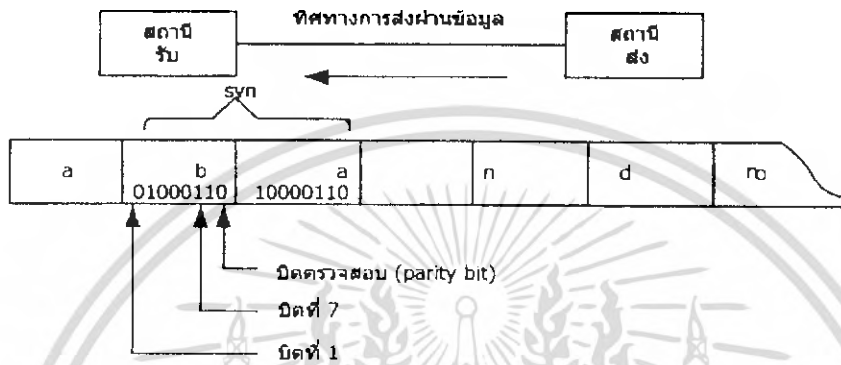 ทิศทางการส่งผ่านข้อมูล
สถานี
รับ
สถานี
ส่ง
syn
a b a n d
01000110 10000110
บิตตรวจสอบ (parity bit)
บิตที่ 7
บิตที่ 1